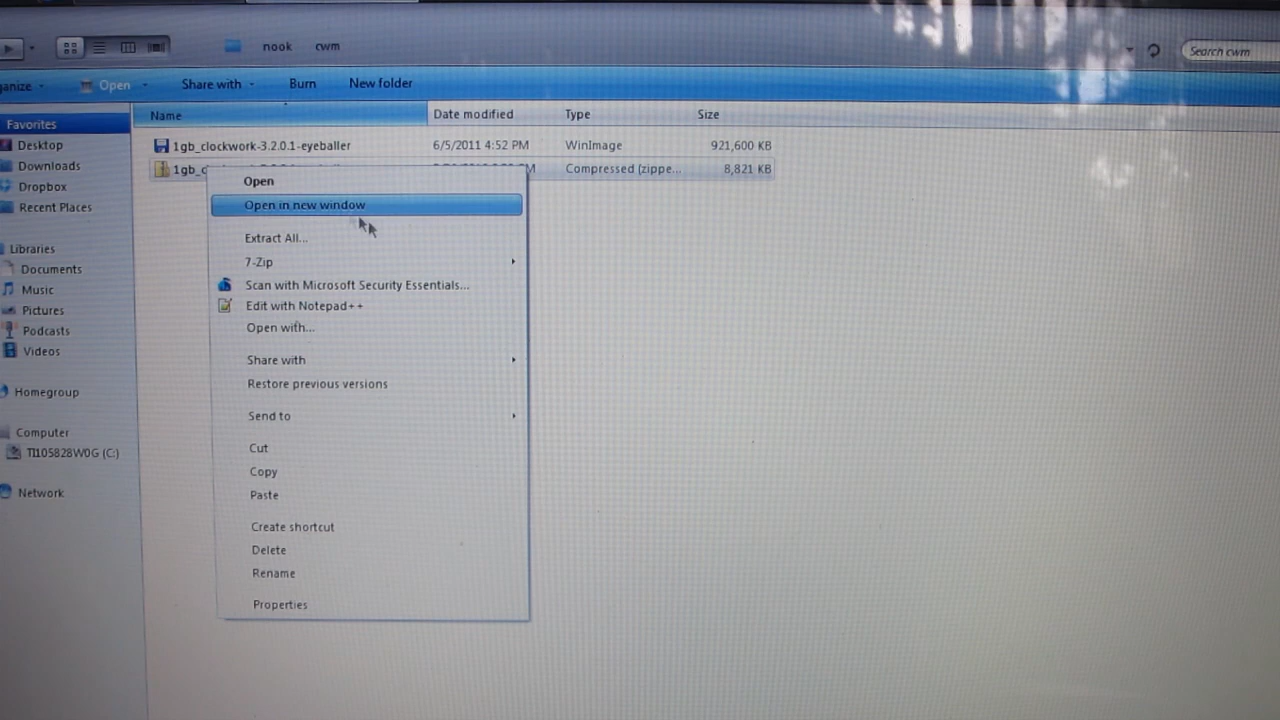 nook cwm
Search cwm
Open Share with Burn New folder
Name Date modified Type Size
Favorites
Desktop
Downloads
Dropbox
Recent Places
Libraries
Documents
Music
Pictures
Podcasts
Videos
Homegroup
Computer
TI105828W0G (C:)
Network
1gb_clockwork-3.2.0.1-eyeballer 6/5/2011 4:52 PM WinImage 921,600 KB
Compressed (zippe... 8,821 KB
Open
Open in new window
Extract All...
7-Zip
Scan with Microsoft Security Essentials...
Edit with Notepad++
Open with...
Share with
Restore previous versions
Send to
Cut
Copy
Paste
Create shortcut
Delete
Rename
Properties